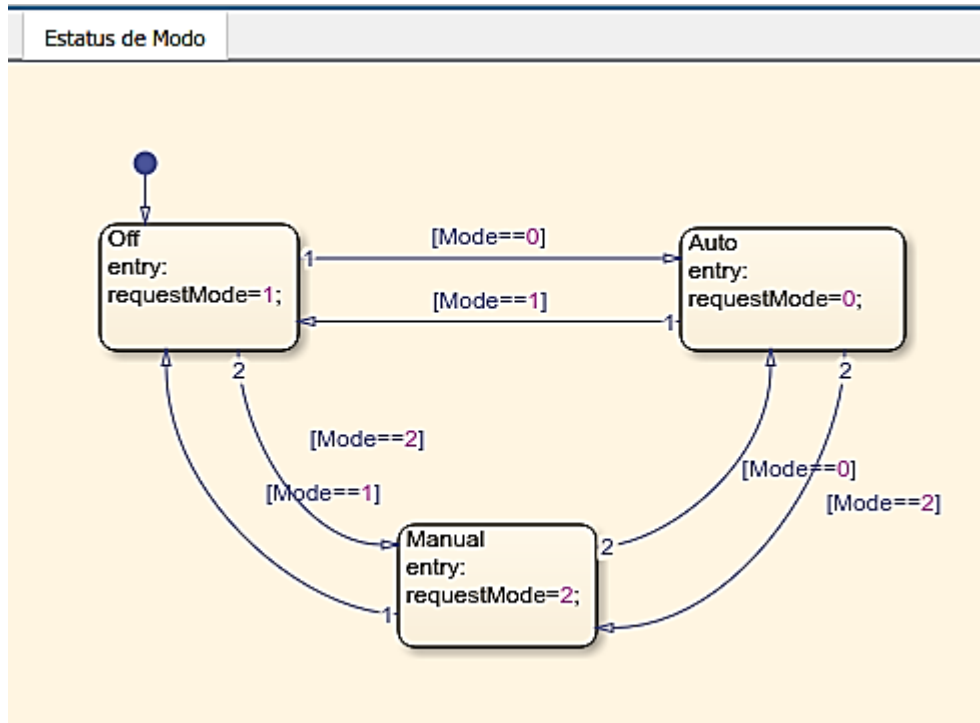 Estatus de Modo
Off
entry:
requestMode=1;
1
[Mode==0]
Auto
entry:
requestMode=0;
[Mode==1]
1
2
2
[Mode==2]
[Mode==1]
[Mode==0]
[Mode==2]
Manual
entry:
requestMode=2;
2
1